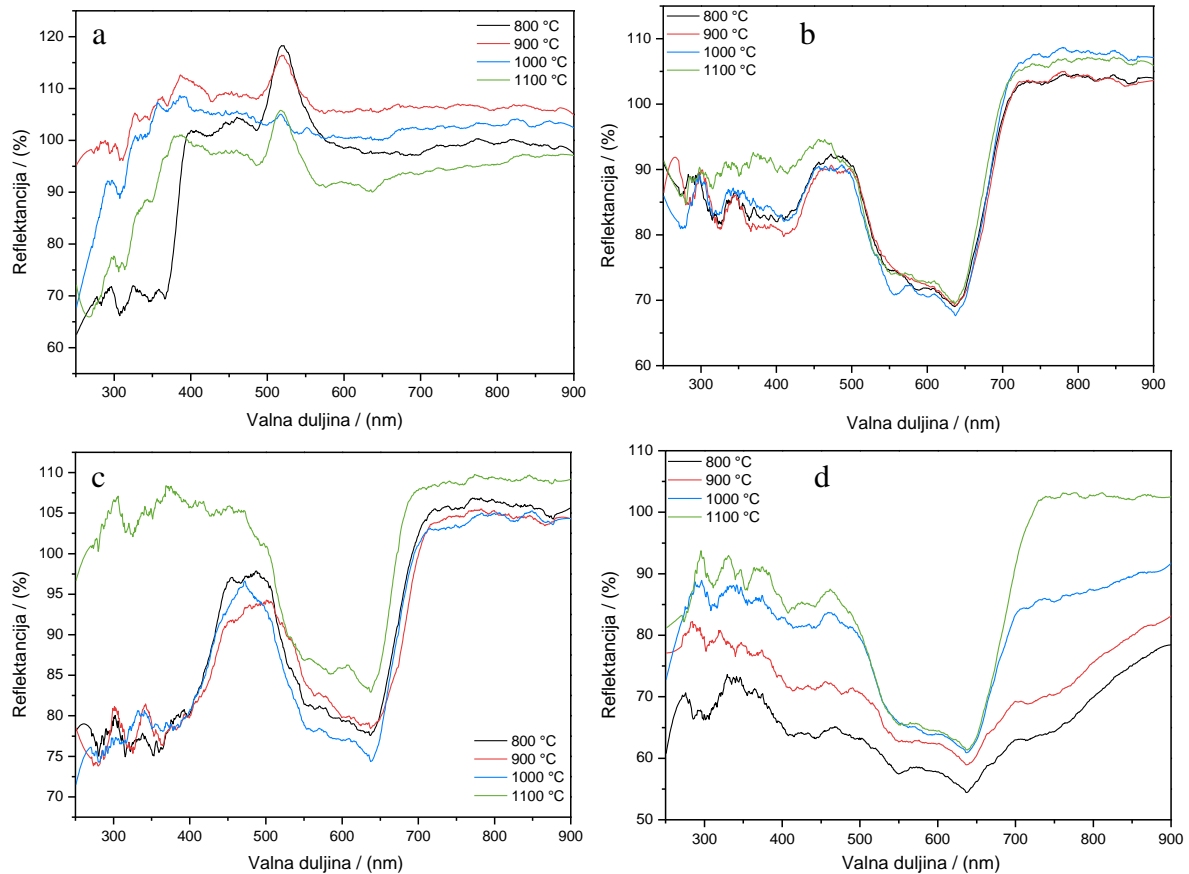 a
800 °C
900 °C
1000 °C
1100 °C
120
110
100
90
80
70
60
Reflektancija / (%)
300 400 500 600 700 800 900
Valna duljina / (nm)
b
800 °C
900 °C
1000 °C
1100 °C
110
100
90
80
70
60
Reflektancija / (%)
300 400 500 600 700 800 900
Valna duljina / (nm)
c
110
105
100
95
90
85
80
75
70
Reflektancija / (%)
800 °C
900 °C
1000 °C
1100 °C
300 400 500 600 700 800 900
Valna duljina / (nm)
d
800 °C
900 °C
1000 °C
1100 °C
110
100
90
80
70
60
50
Reflektancija / (%)
300 400 500 600 700 800 900
Valna duljina / (nm)